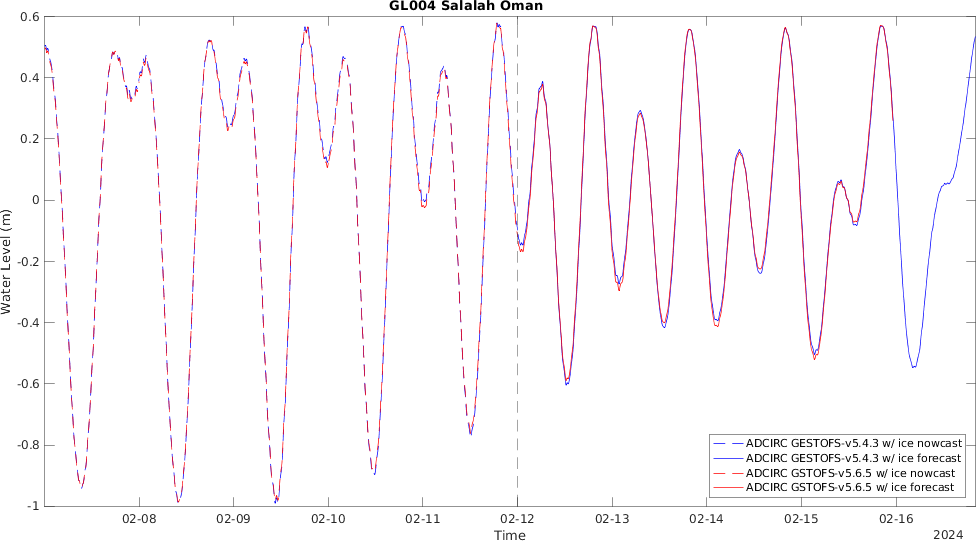 GL004 Salalah Oman
0.6
0.4
0.2
0
-0.2
-0.4
-0.6
-0.8
-1
Water Level (m)
ADCIRC GESTOFS-v5.4.3 w/ ice nowcast
ADCIRC GESTOFS-v5.4.3 w/ ice forecast
ADCIRC GSTOFS-v5.6.5 w/ ice nowcast
ADCIRC GSTOFS-v5.6.5 w/ ice forecast
02-08 02-09 02-10 02-11 02-12 02-13 02-14 02-15 02-16
Time
2024